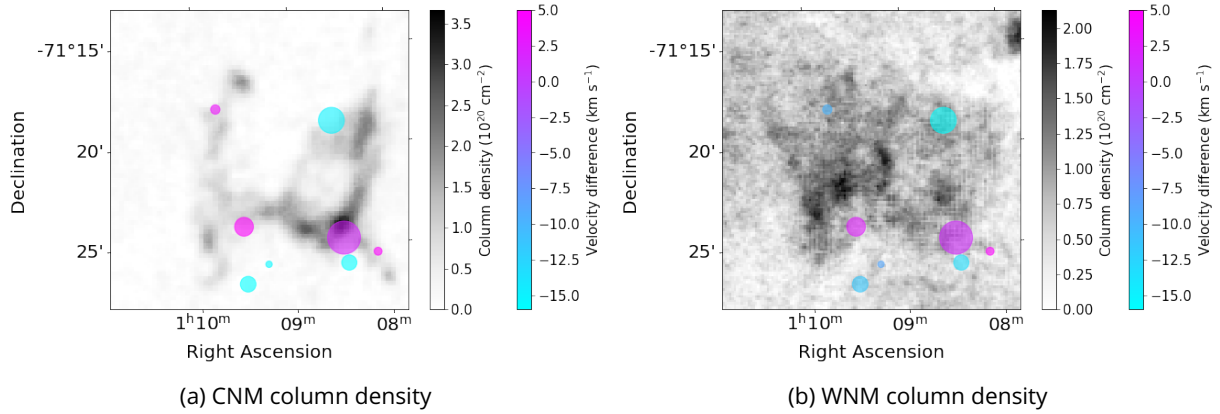 -71°15'
20'
25'
Declination
1ʰ10ᵐ
09ᵐ
08ᵐ
Right Ascension
3.5
3.0
2.5
2.0
1.5
1.0
0.5
0.0
Column density (10²⁰ cm⁻²)
5.0
2.5
0.0
−2.5
−5.0
−7.5
−10.0
−12.5
−15.0
Velocity difference (km s⁻¹)
(a) CNM column density
-71°15'
20'
25'
Declination
1ʰ10ᵐ
09ᵐ
08ᵐ
Right Ascension
2.00
1.75
1.50
1.25
1.00
0.75
0.50
0.25
0.00
Column density (10²⁰ cm⁻²)
5.0
2.5
0.0
−2.5
−5.0
−7.5
−10.0
−12.5
−15.0
Velocity difference (km s⁻¹)
(b) WNM column density